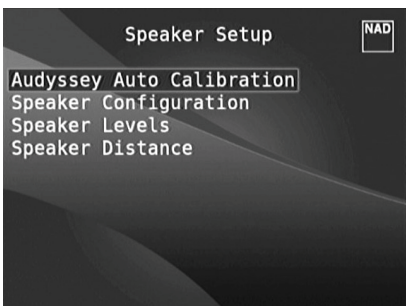 Speaker Setup
NAD
Audyssey Auto Calibration
Speaker Configuration
Speaker Levels
Speaker Distance